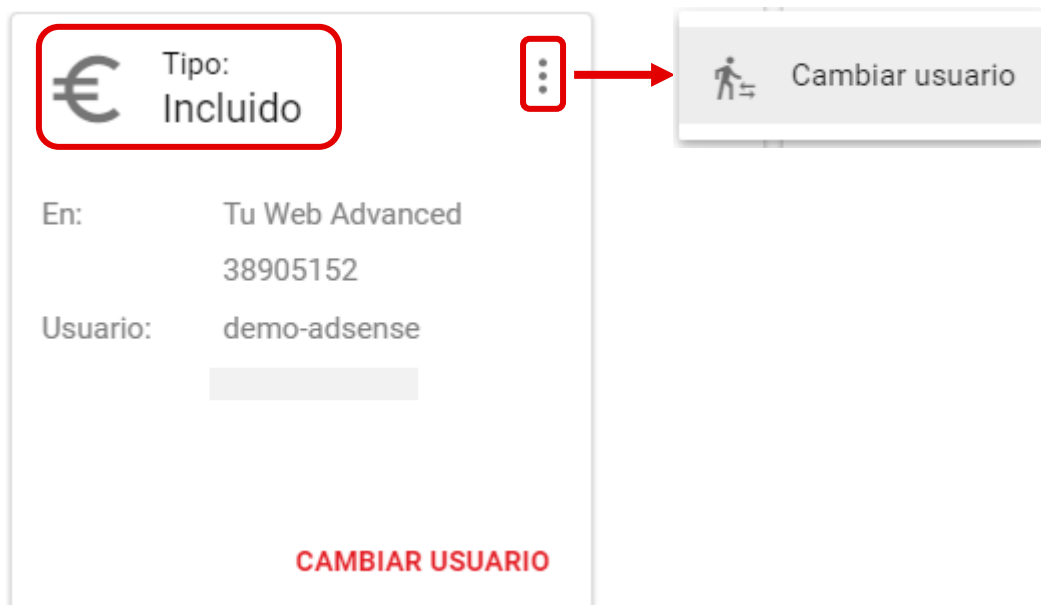 Tipo:
Incluido
Cambiar usuario
En: Tu Web Advanced
38905152
Usuario: demo-adsense
CAMBIAR USUARIO